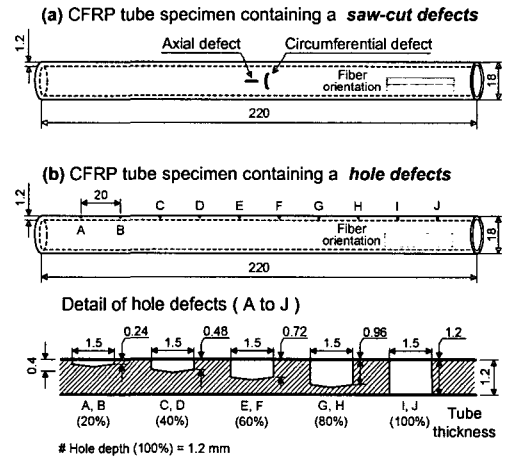 (a) CFRP tube specimen containing a saw-cut defects
1.2
Axial defect
Circumferential defect
Fiber
orientation
18
220
(b) CFRP tube specimen containing a hole defects
1.2
20
C D E F G H I J
A B
Fiber
orientation
18
220
Detail of hole defects ( A to J )
1.5 0.24 1.5 0.48 1.5 0.72 1.5 0.96 1.5 1.2
0.4
1.2
A, B C, D E, F G, H I, J Tube
(20%) (40%) (60%) (80%) (100%) thickness
# Hole depth (100%) = 1.2 mm